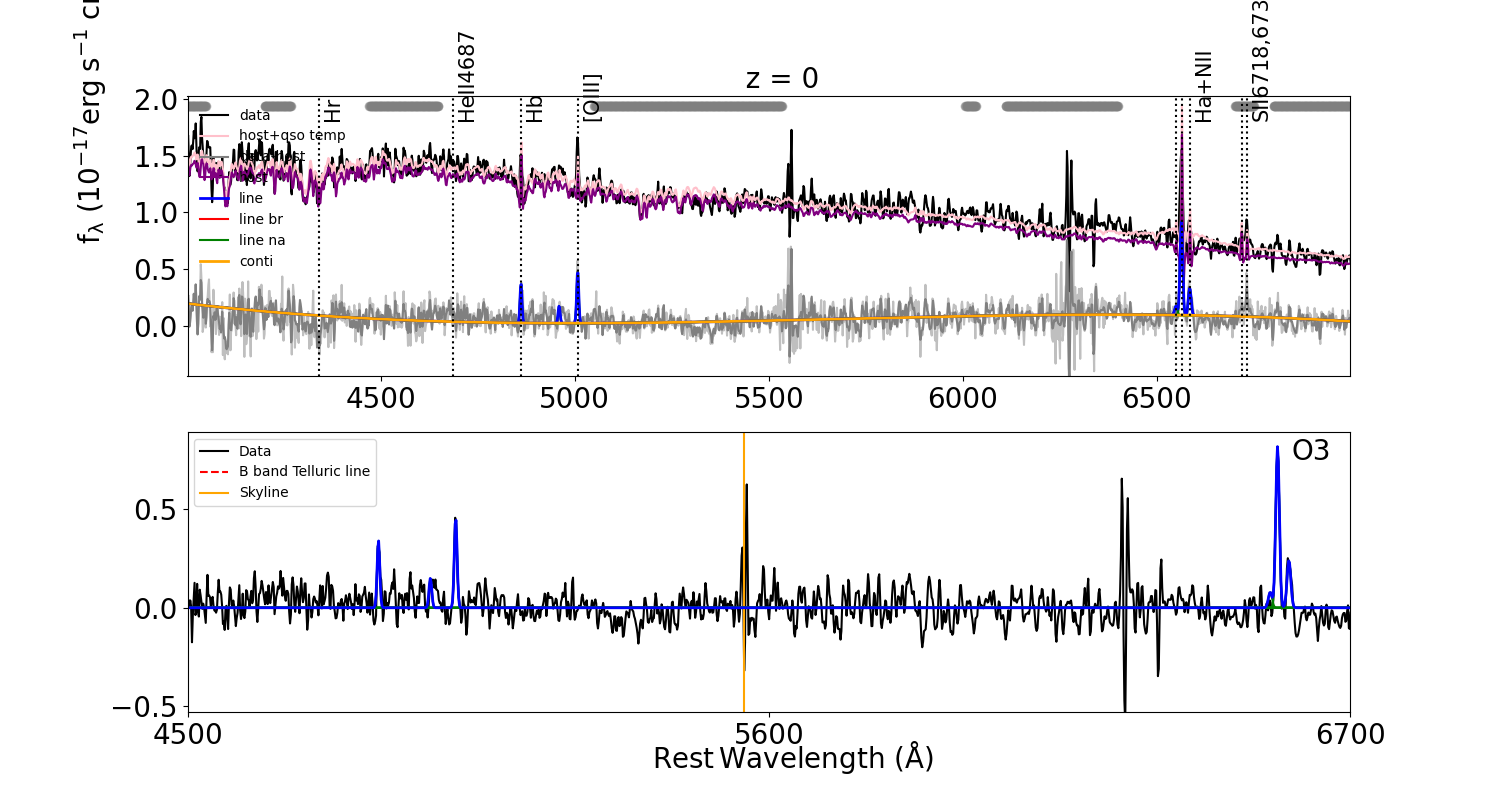 z = 0
f_λ (10^−17 erg s^−1 c
Hr
HeII4687
Hb
[OIII]
Ha+NII
SII6718,673
2.0
1.5
1.0
0.5
0.0
data
host+qso temp
line
line br
line na
conti
4500 5000 5500 6000 6500
O3
Data
B band Telluric line
Skyline
0.5
0.0
−0.5
4500 5600 6700
Rest Wavelength (Å)